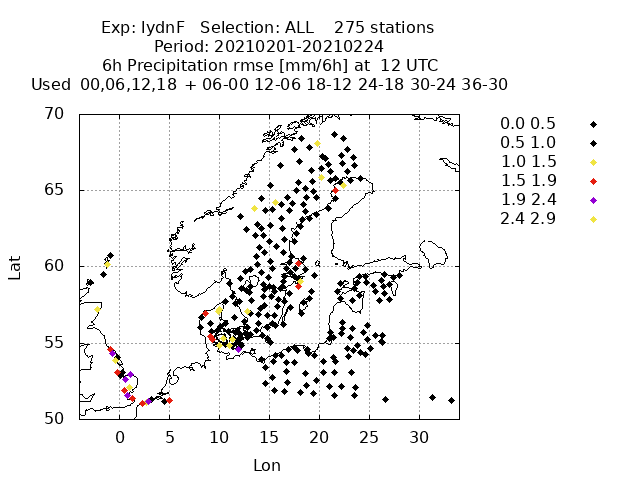 Exp: lydnF   Selection: ALL    275 stations
Period: 20210201-20210224
6h Precipitation rmse [mm/6h] at  12 UTC
Used  00,06,12,18  + 06-00 12-06 18-12 24-18 30-24 36-30
70
65
60
55
50
Lat
0 5 10 15 20 25 30
Lon
0.0 0.5
0.5 1.0
1.0 1.5
1.5 1.9
1.9 2.4
2.4 2.9